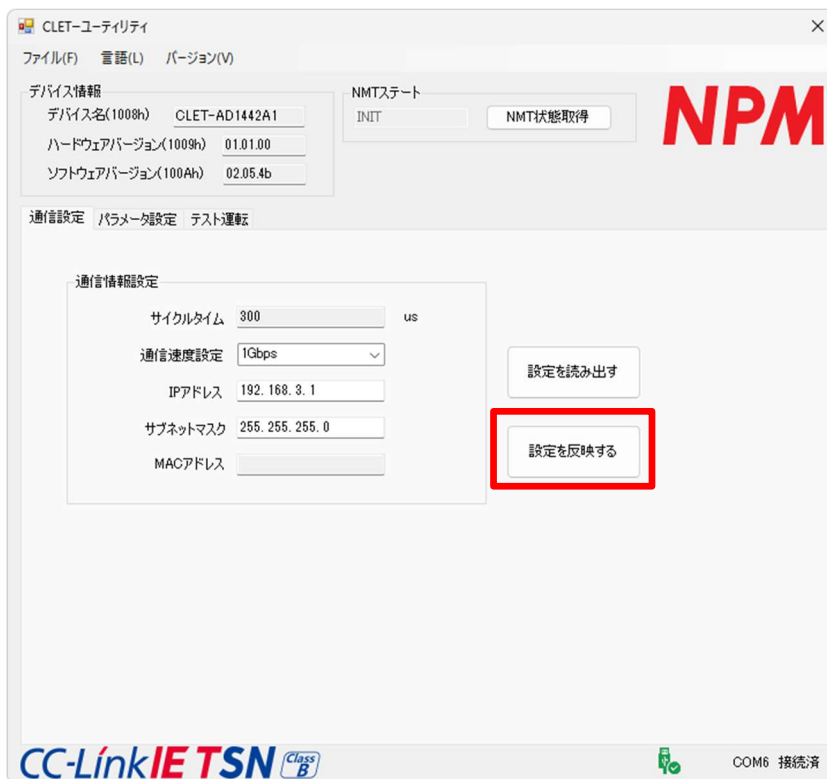 CLET-ユーティリティ
ファイル(F) 言語(L) バージョン(V)
デバイス情報
デバイス名(1008h) CLET-AD1442A1
ハードウェアバージョン(1009h) 01.01.00
ソフトウェアバージョン(100Ah) 02.05.4b
NMTステート
INIT NMT状態取得
NPM
通信設定 パラメータ設定 テスト運転
通信情報設定
サイクルタイム 300 us
通信速度設定 1Gbps
IPアドレス 192.168.3.1
サブネットマスク 255.255.255.0
MACアドレス
設定を読み出す
設定を反映する
CC-Link IE TSN Class B
COM6 接続済